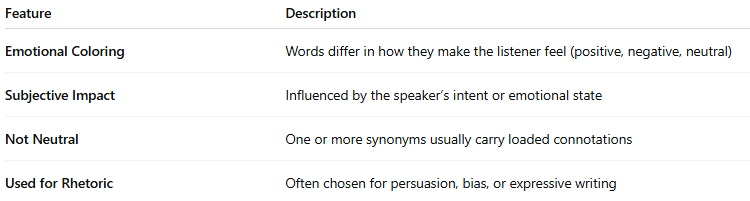 Feature Description
Emotional Coloring Words differ in how they make the listener feel (positive, negative, neutral)
Subjective Impact Influenced by the speaker’s intent or emotional state
Not Neutral One or more synonyms usually carry loaded connotations
Used for Rhetoric Often chosen for persuasion, bias, or expressive writing